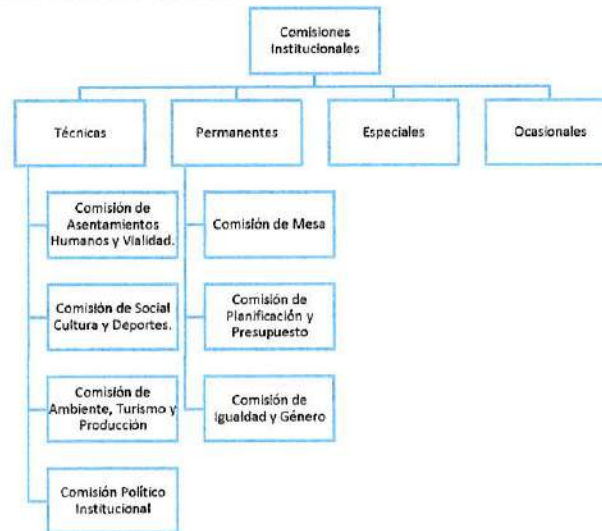 Comisiones
Institucionales
Técnicas
Permanentes
Especiales
Ocasionales
Comisión de
Asentamientos
Humanos y Vialidad.
Comisión de Social
Cultura y Deportes.
Comisión de
Ambiente, Turismo y
Producción
Comisión Político
Institucional
Comisión de Mesa
Comisión de
Planificación y
Presupuesto
Comisión de
Igualdad y Género